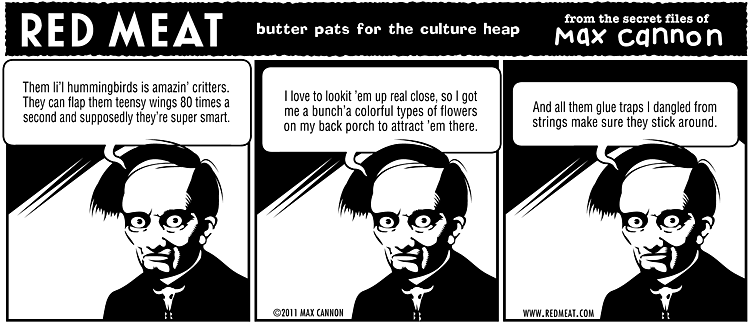 RED MEAT
butter pats for the culture heap
from the secret files of
Max cannon
Them li'l hummingbirds is amazin' critters.
They can flap them teensy wings 80 times a
second and supposedly they're super smart.
I love to lookit 'em up real close, so I got
me a bunch'a colorful types of flowers
on my back porch to attract 'em there.
And all them glue traps I dangled from
strings make sure they stick around.
©2011 MAX CANNON
WWW.REDMEAT.COM